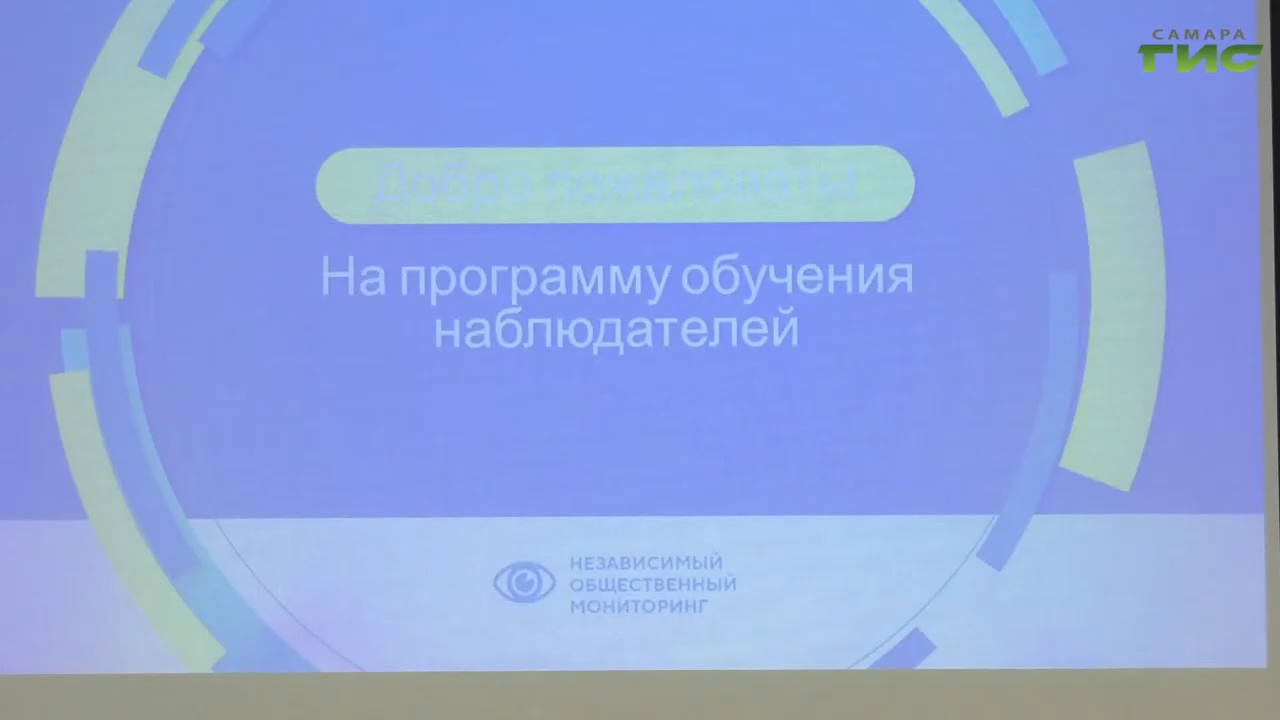 САМАРА
ГИС
Добро пожаловать!
На программу обучения
наблюдателей
НЕЗАВИСИМЫЙ
ОБЩЕСТВЕННЫЙ
МОНИТОРИНГ